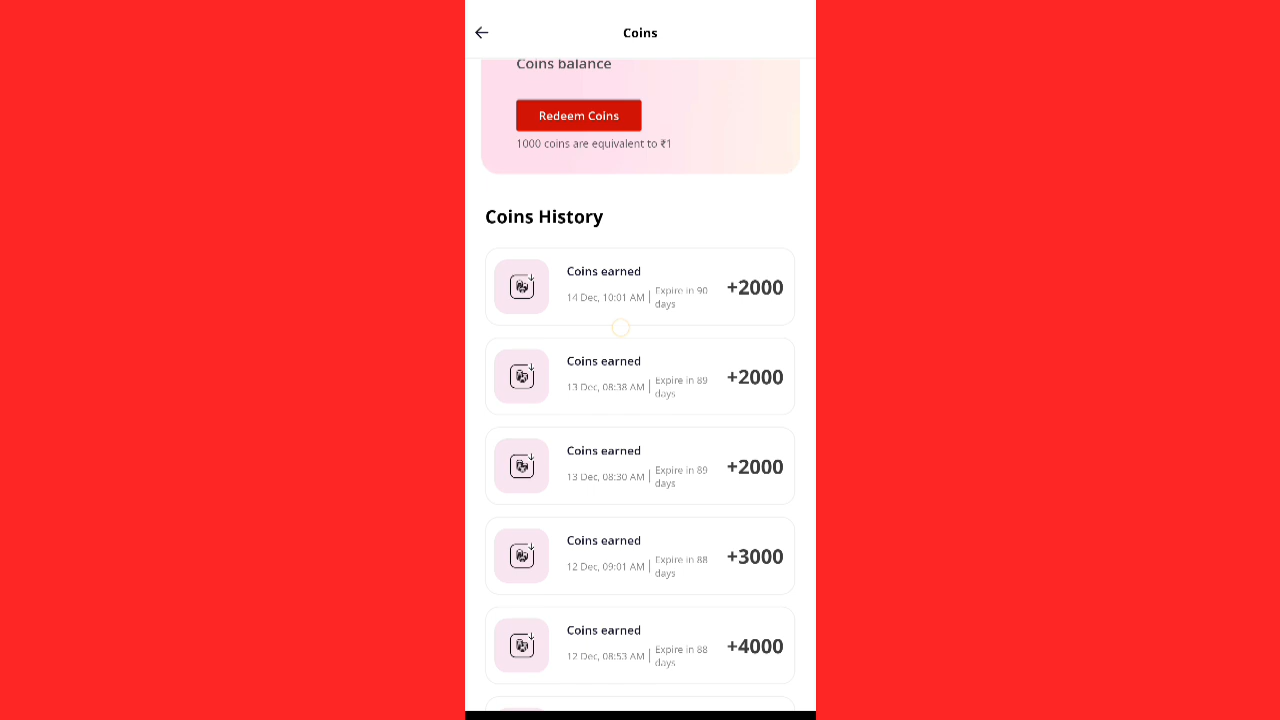 Coins
Coins balance
Redeem Coins
1000 coins are equivalent to ₹1
Coins History
Coins earned
14 Dec, 10:01 AM | Expire in 90
days
+2000
Coins earned
13 Dec, 08:38 AM | Expire in 89
days
+2000
Coins earned
13 Dec, 08:30 AM | Expire in 89
days
+2000
Coins earned
12 Dec, 09:01 AM | Expire in 88
days
+3000
Coins earned
12 Dec, 08:53 AM | Expire in 88
days
+4000